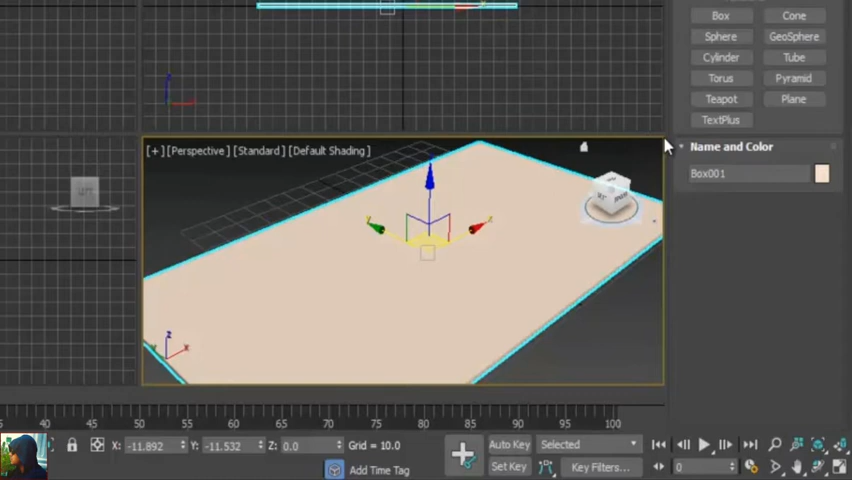 Box
Cone
Sphere
GeoSphere
Cylinder
Tube
Torus
Pyramid
Teapot
Plane
TextPlus
[+] [Perspective] [Standard] [Default Shading]
Name and Color
Box001
z
x
40 45 50 55 60 65 70 75 80 85 90 95 100
X: -11.892 Y: -11.532 Z: 0.0 Grid = 10.0
Auto Key Selected
Add Time Tag
Set Key Key Filters... 0